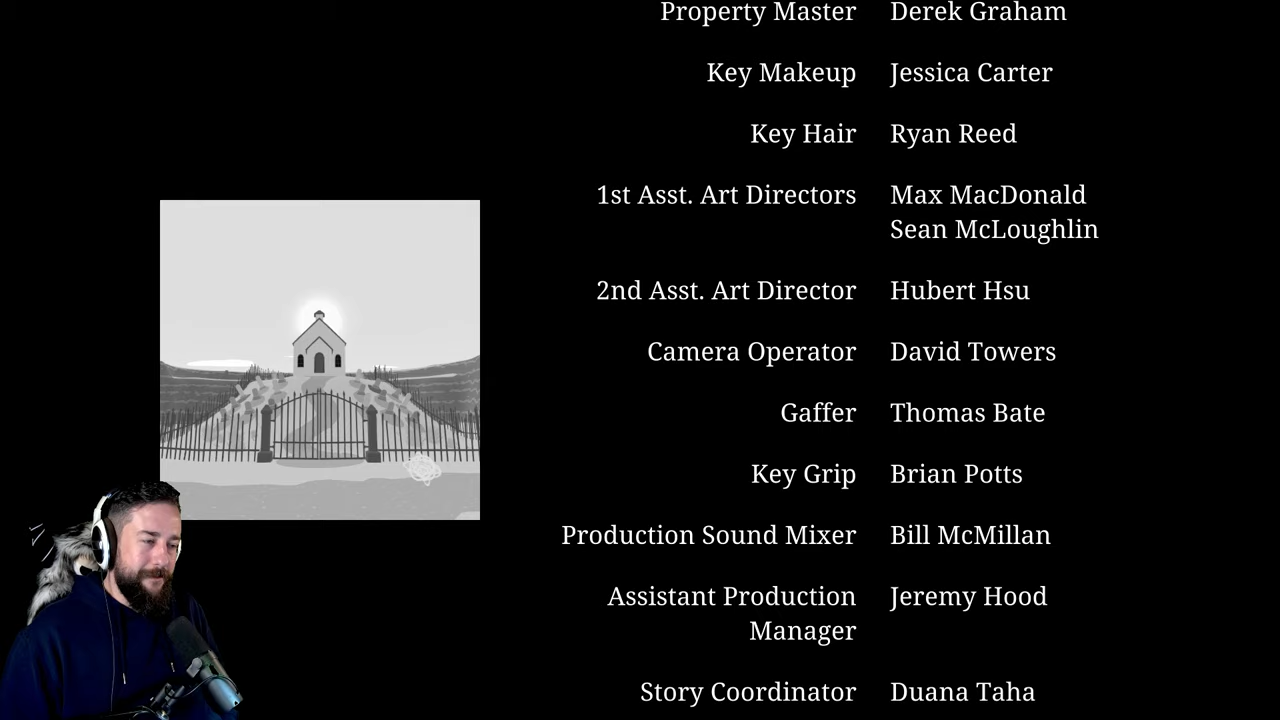 Property Master Derek Graham
Key Makeup Jessica Carter
Key Hair Ryan Reed
1st Asst. Art Directors Max MacDonald
Sean McLoughlin
2nd Asst. Art Director Hubert Hsu
Camera Operator David Towers
Gaffer Thomas Bate
Key Grip Brian Potts
Production Sound Mixer Bill McMillan
Assistant Production Jeremy Hood
Manager
Story Coordinator Duana Taha